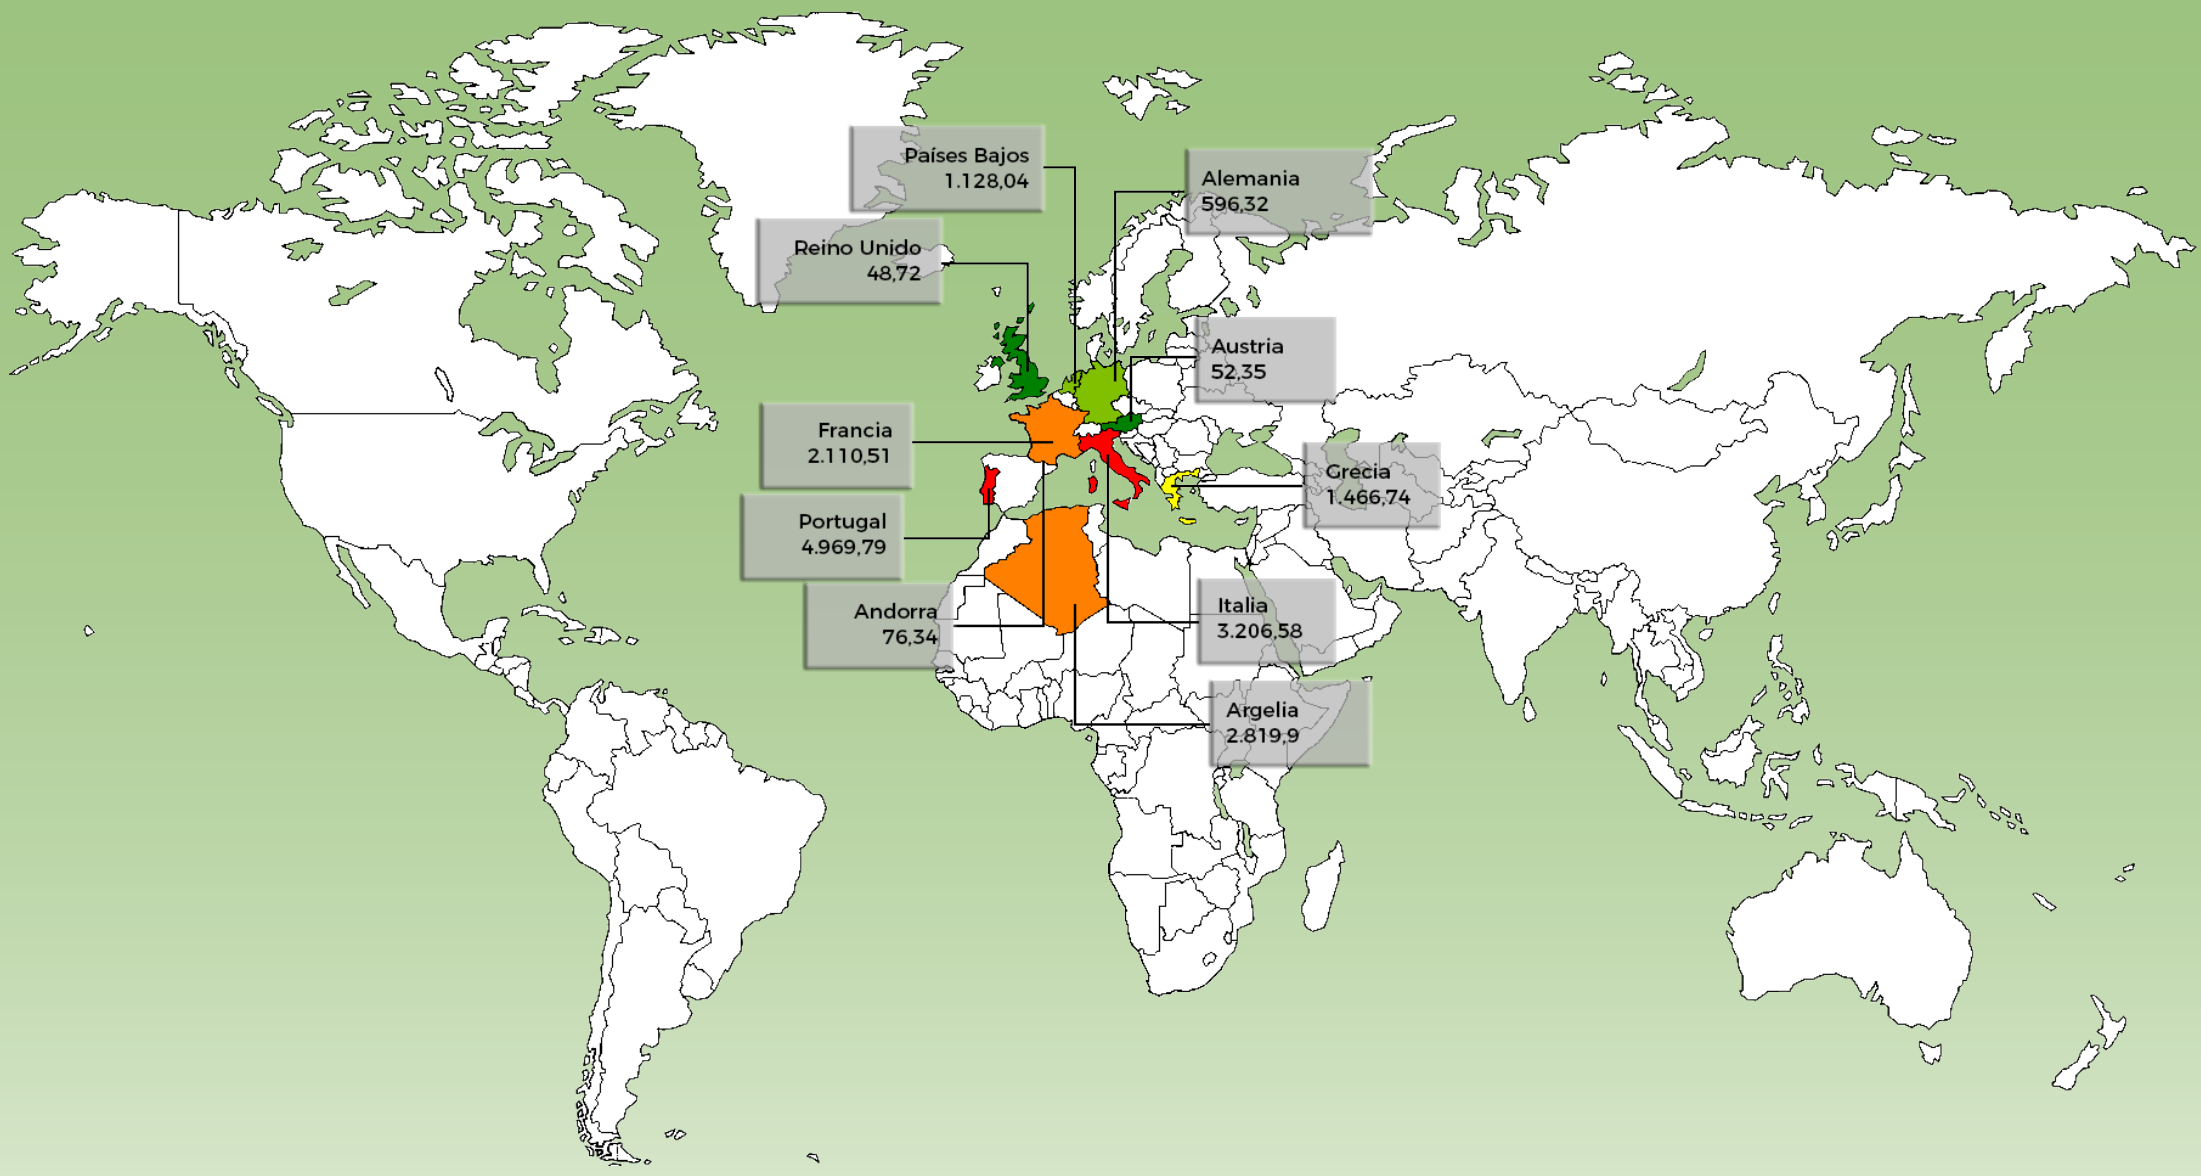 Países Bajos
1.128,04
Alemania
596,32
Reino Unido
48,72
Austria
52,35
Francia
2.110,51
Grecia
1.466,74
Portugal
4.969,79
Andorra
76,34
Italia
3.206,58
Argelia
2.819,9